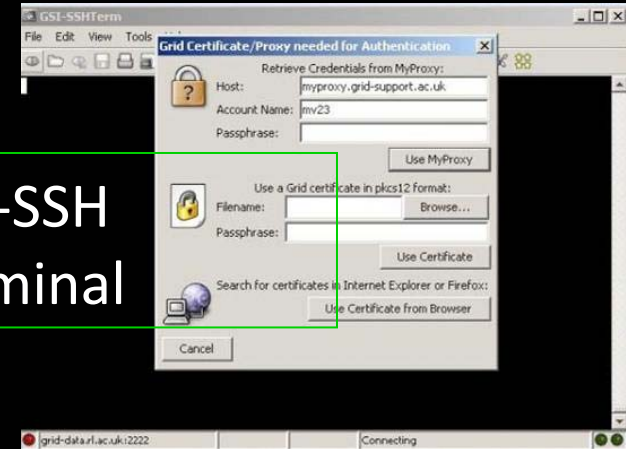 GSI-SSHTerm
File Edit View Tools
Grid Certificate/Proxy needed for Authentication
Retrieve Credentials from MyProxy:
Host: myproxy.grid-support.ac.uk
Account Name: mv23
Passphrase:
Use MyProxy
-SSH
minal
Use a Grid certificate in pkcs12 format:
Filename: Browse...
Passphrase:
Use Certificate
Search for certificates in Internet Explorer or Firefox:
Use Certificate from Browser
Cancel
grid-data.rl.ac.uk:2222 Connecting